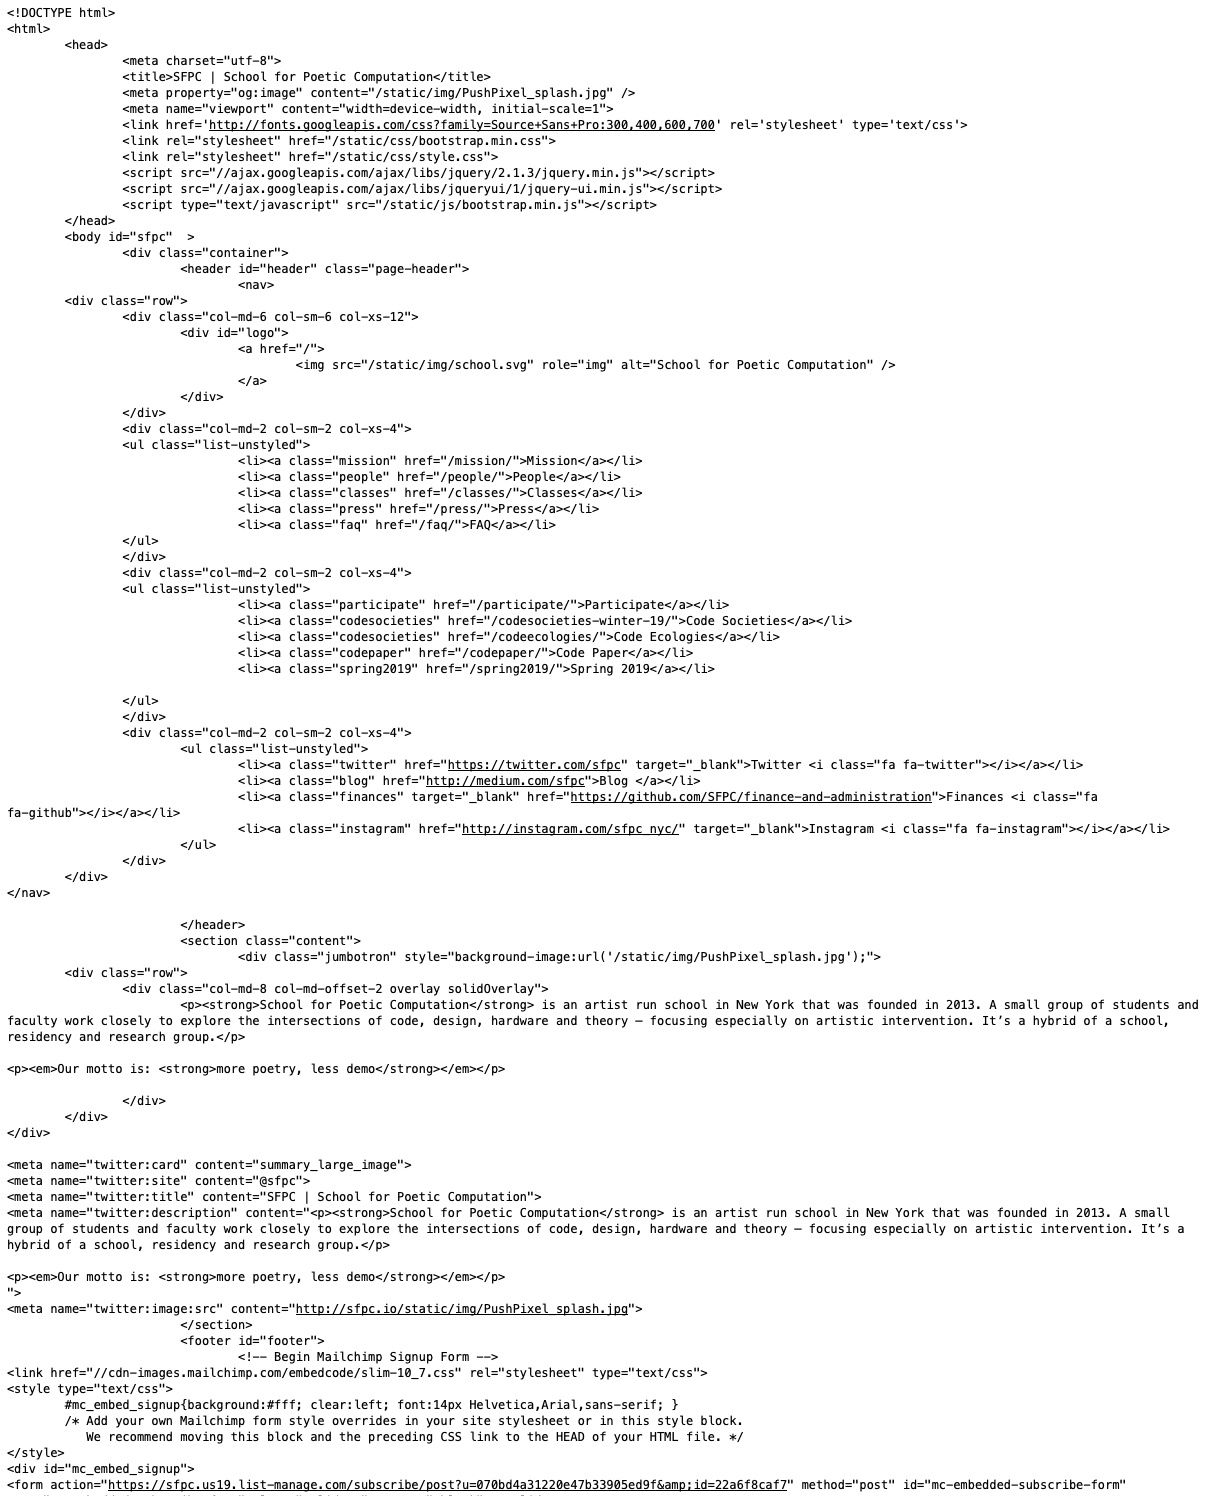 <!DOCTYPE html>
<html>
<head>
<meta charset="utf-8">
<title>SFPC | School for Poetic Computation</title>
<meta property="og:image" content="/static/img/PushPixel_splash.jpg" />
<meta name="viewport" content="width=device-width, initial-scale=1">
<link href='http://fonts.googleapis.com/css?family=Source+Sans+Pro:300,400,600,700' rel='stylesheet' type='text/css'>
<link rel="stylesheet" href="/static/css/bootstrap.min.css">
<link rel="stylesheet" href="/static/css/style.css">
<script src="//ajax.googleapis.com/ajax/libs/jquery/2.1.3/jquery.min.js"></script>
<script src="//ajax.googleapis.com/ajax/libs/jqueryui/1/jquery-ui.min.js"></script>
<script type="text/javascript" src="/static/js/bootstrap.min.js"></script>
</head>
<body id="sfpc"  >
<div class="container">
<header id="header" class="page-header">
<nav>
<div class="row">
<div class="col-md-6 col-sm-6 col-xs-12">
<div id="logo">
<a href="/">
<img src="/static/img/school.svg" role="img" alt="School for Poetic Computation" />
</a>
</div>
</div>
<div class="col-md-2 col-sm-2 col-xs-4">
<ul class="list-unstyled">
<li><a class="mission" href="/mission/">Mission</a></li>
<li><a class="people" href="/people/">People</a></li>
<li><a class="classes" href="/classes/">Classes</a></li>
<li><a class="press" href="/press/">Press</a></li>
<li><a class="faq" href="/faq/">FAQ</a></li>
</ul>
</div>
<div class="col-md-2 col-sm-2 col-xs-4">
<ul class="list-unstyled">
<li><a class="participate" href="/participate/">Participate</a></li>
<li><a class="codesocieties" href="/codesocieties-winter-19/">Code Societies</a></li>
<li><a class="codesocieties" href="/codeecologies/">Code Ecologies</a></li>
<li><a class="codepaper" href="/codepaper/">Code Paper</a></li>
<li><a class="spring2019" href="/spring2019/">Spring 2019</a></li>
</ul>
</div>
<div class="col-md-2 col-sm-2 col-xs-4">
<ul class="list-unstyled">
<li><a class="twitter" href="https://twitter.com/sfpc" target="_blank">Twitter <i class="fa fa-twitter"></i></a></li>
<li><a class="blog" href="http://medium.com/sfpc">Blog </a></li>
<li><a class="finances" target="_blank" href="https://github.com/SFPC/finance-and-administration">Finances <i class="fa
fa-github"></i></a></li>
<li><a class="instagram" href="http://instagram.com/sfpc_nyc/" target="_blank">Instagram <i class="fa fa-instagram"></i></a></li>
</ul>
</div>
</div>
</nav>
</header>
<section class="content">
<div class="jumbotron" style="background-image:url('/static/img/PushPixel_splash.jpg');">
<div class="row">
<div class="col-md-8 col-md-offset-2 overlay solidOverlay">
<p><strong>School for Poetic Computation</strong> is an artist run school in New York that was founded in 2013. A small group of students and
faculty work closely to explore the intersections of code, design, hardware and theory — focusing especially on artistic intervention. It’s a hybrid of a school,
residency and research group.</p>
<p><em>Our motto is: <strong>more poetry, less demo</strong></em></p>
</div>
</div>
</div>
<meta name="twitter:card" content="summary_large_image">
<meta name="twitter:site" content="@sfpc">
<meta name="twitter:title" content="SFPC | School for Poetic Computation">
<meta name="twitter:description" content="<p><strong>School for Poetic Computation</strong> is an artist run school in New York that was founded in 2013. A small
group of students and faculty work closely to explore the intersections of code, design, hardware and theory — focusing especially on artistic intervention. It’s a
hybrid of a school, residency and research group.</p>
<p><em>Our motto is: <strong>more poetry, less demo</strong></em></p>
">
<meta name="twitter:image:src" content="http://sfpc.io/static/img/PushPixel_splash.jpg">
</section>
<footer id="footer">
<!-- Begin Mailchimp Signup Form -->
<link href="//cdn-images.mailchimp.com/embedcode/slim-10_7.css" rel="stylesheet" type="text/css">
<style type="text/css">
#mc_embed_signup{background:#fff; clear:left; font:14px Helvetica,Arial,sans-serif; }
/* Add your own Mailchimp form style overrides in your site stylesheet or in this style block.
We recommend moving this block and the preceding CSS link to the HEAD of your HTML file. */
</style>
<div id="mc_embed_signup">
<form action="https://sfpc.us19.list-manage.com/subscribe/post?u=070bd4a31220e47b33905ed9f&amp;id=22a6f8caf7" method="post" id="mc-embedded-subscribe-form"